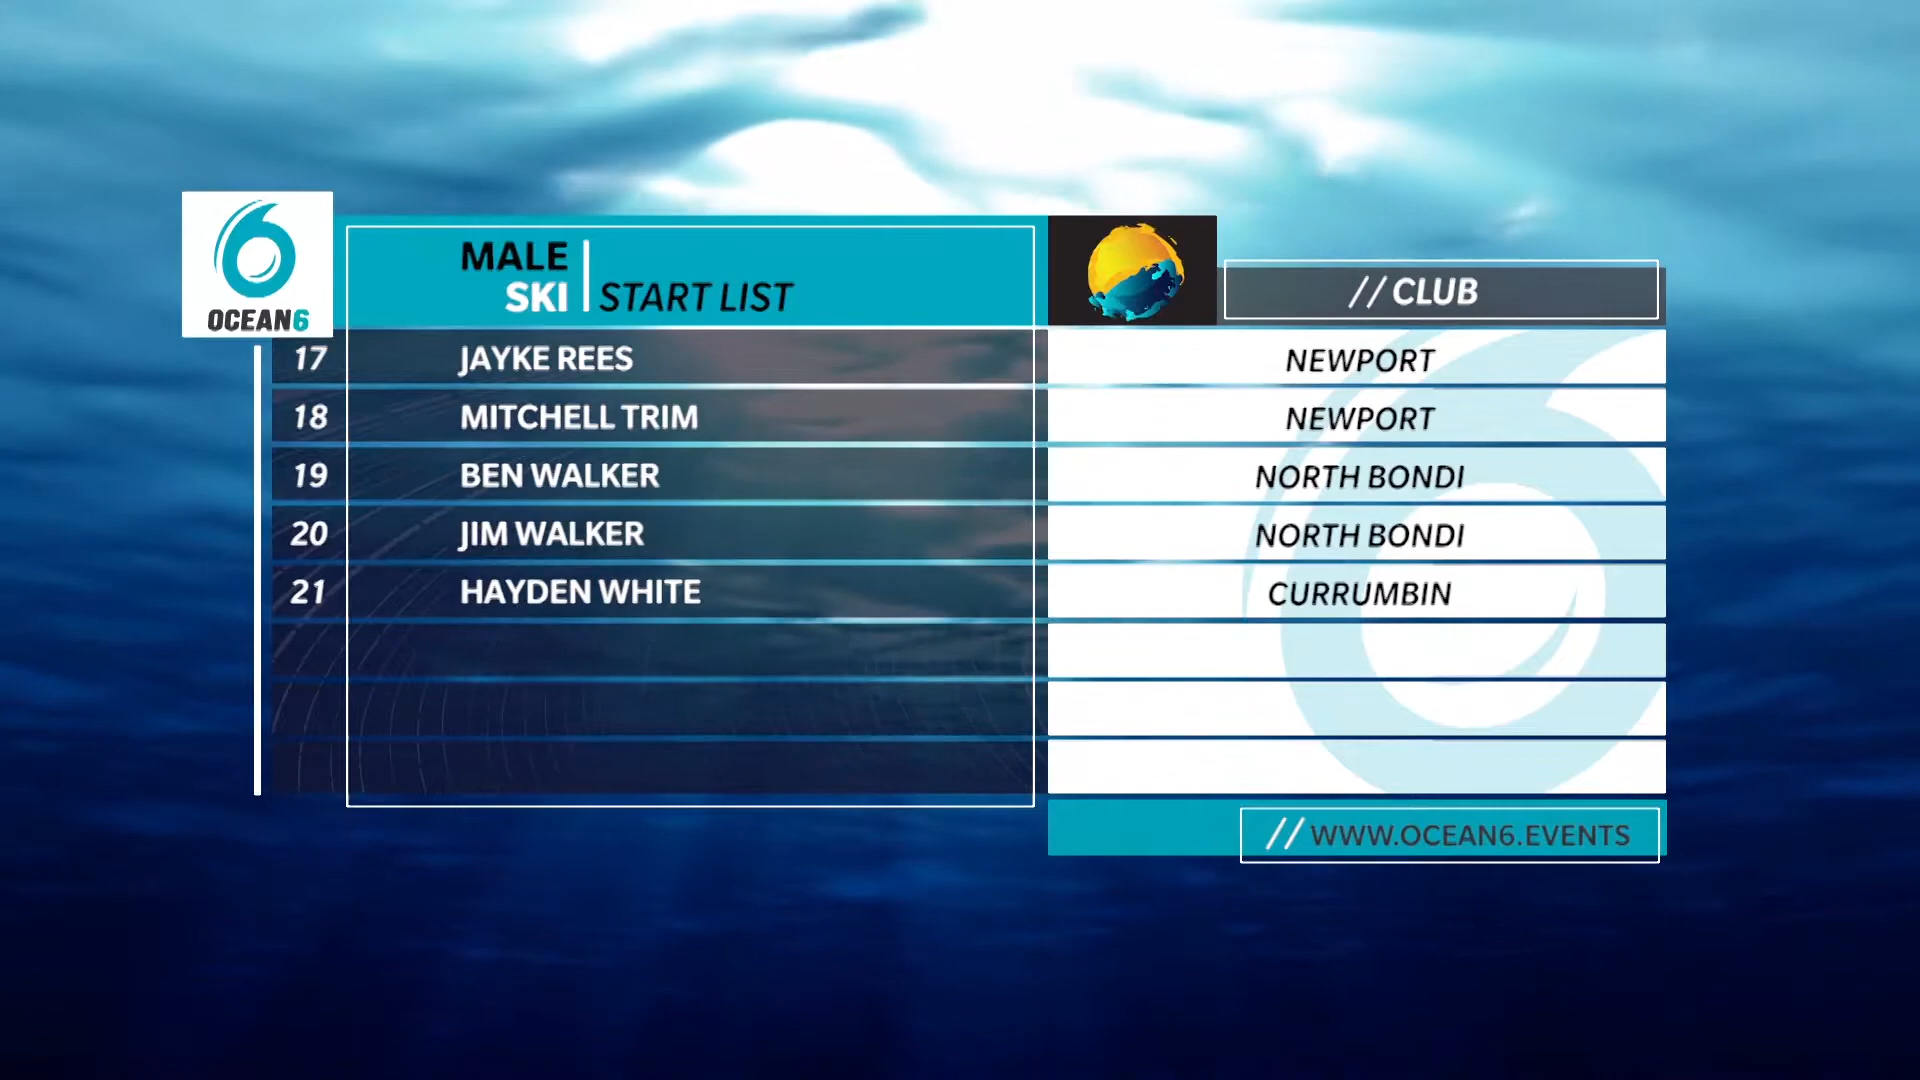 OCEAN6
MALE
SKI
START LIST
// CLUB
17 JAYKE REES NEWPORT
18 MITCHELL TRIM NEWPORT
19 BEN WALKER NORTH BONDI
20 JIM WALKER NORTH BONDI
21 HAYDEN WHITE CURRUMBIN
// WWW.OCEAN6.EVENTS